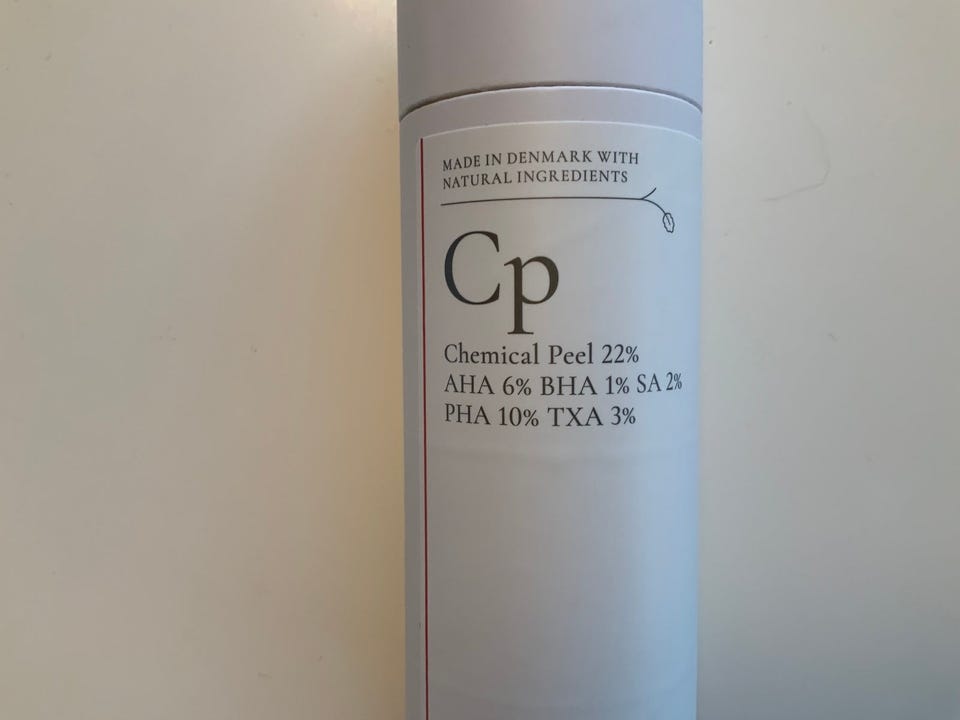 MADE IN DENMARK WITH
NATURAL INGREDIENTS
Cp
Chemical Peel 22%
AHA 6% BHA 1% SA 2%
PHA 10% TXA 3%